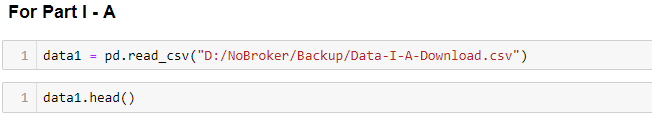 For Part I - A
1 data1 = pd.read_csv("D:/NoBroker/Backup/Data-I-A-Download.csv")
1 data1.head()